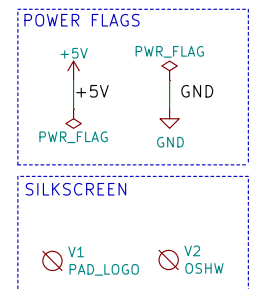 POWER FLAGS
+5V
PWR_FLAG
+5V
GND
PWR_FLAG
GND
SILKSCREEN
V1
PAD_LOGO
V2
OSHW